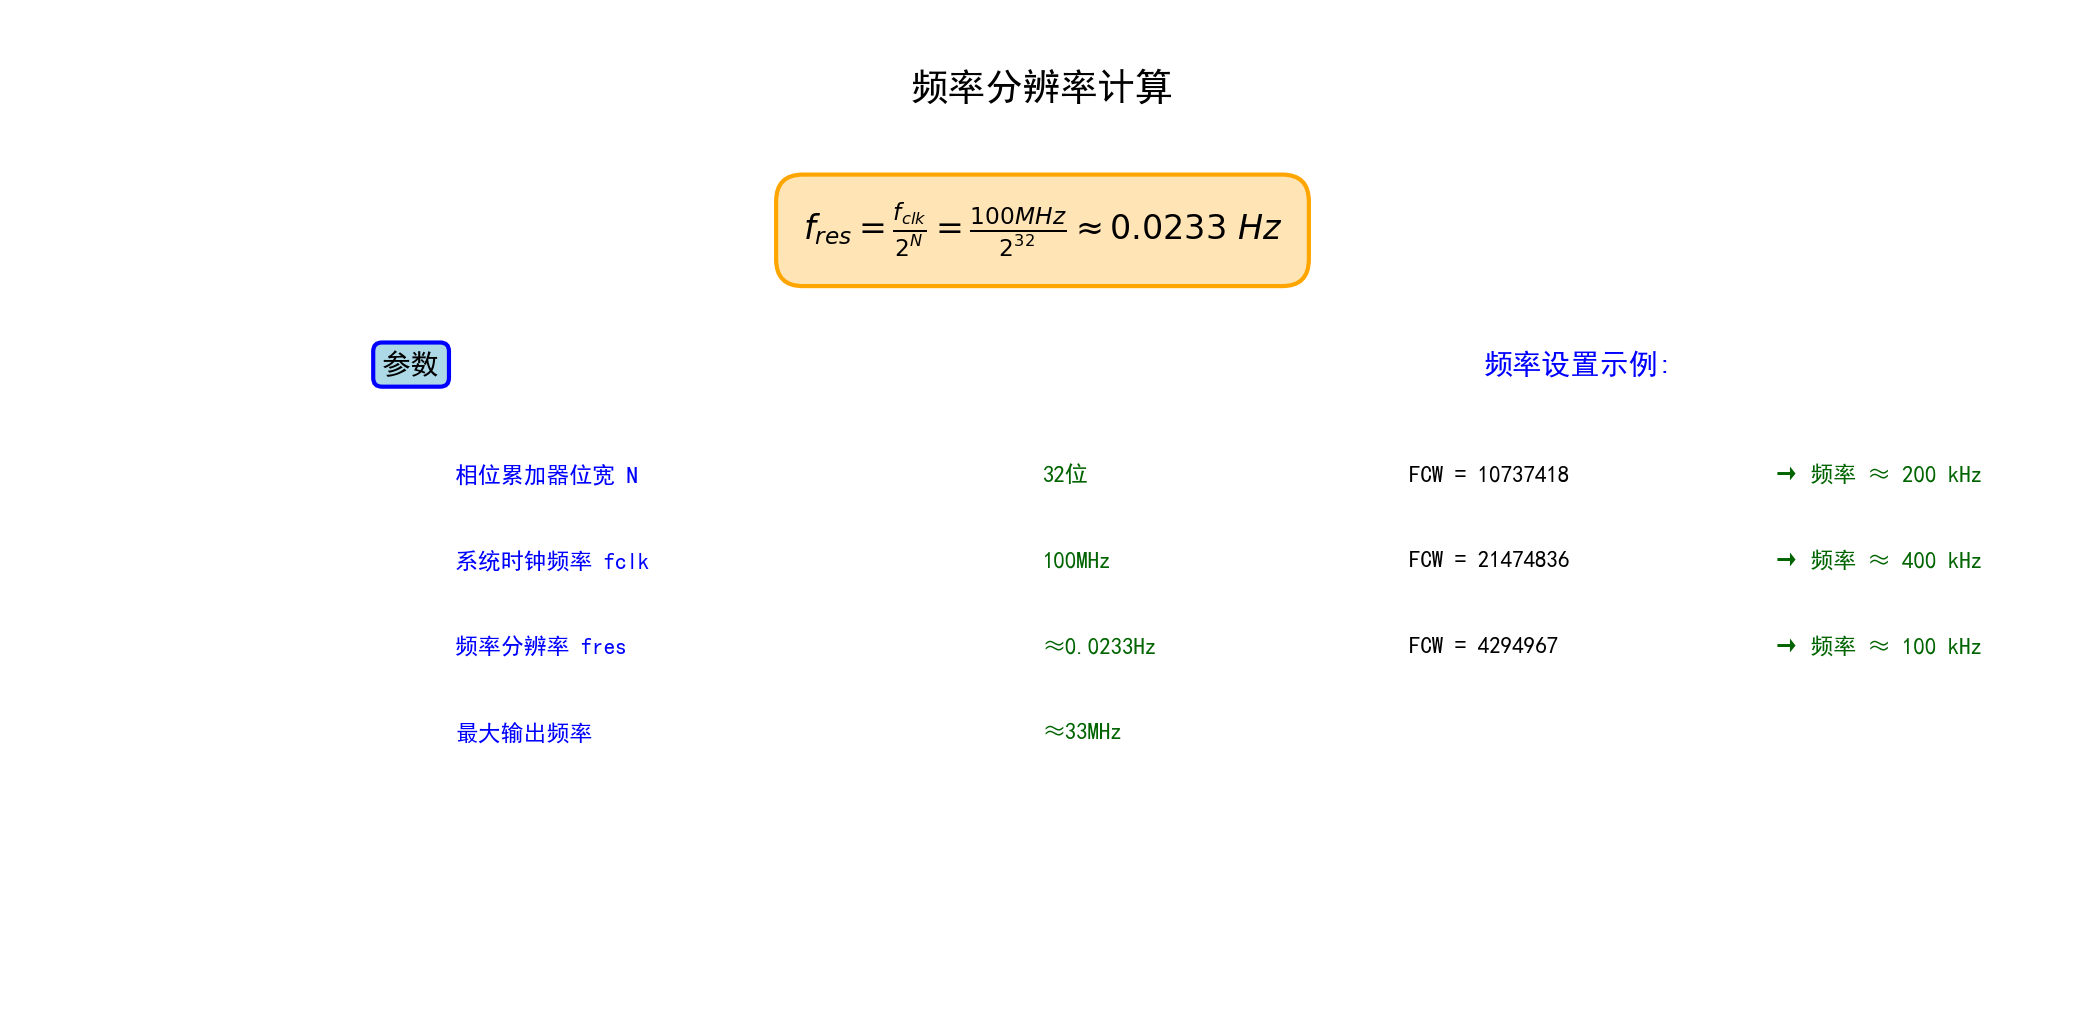 频率分辨率计算
f_res = f_clk / 2^N = 100MHz / 2^32 ≈ 0.0233 Hz
参数
频率设置示例:
相位累加器位宽 N 32位 FCW = 10737418 → 频率 ≈ 200 kHz
系统时钟频率 fclk 100MHz FCW = 21474836 → 频率 ≈ 400 kHz
频率分辨率 fres ≈0.0233Hz FCW = 4294967 → 频率 ≈ 100 kHz
最大输出频率 ≈33MHz